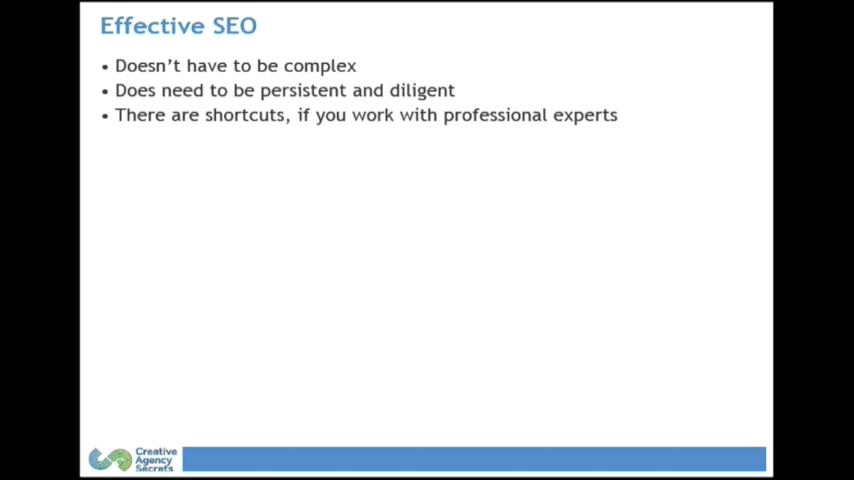 Effective SEO
• Doesn't have to be complex
• Does need to be persistent and diligent
• There are shortcuts, if you work with professional experts
Creative
Agency
Secrets